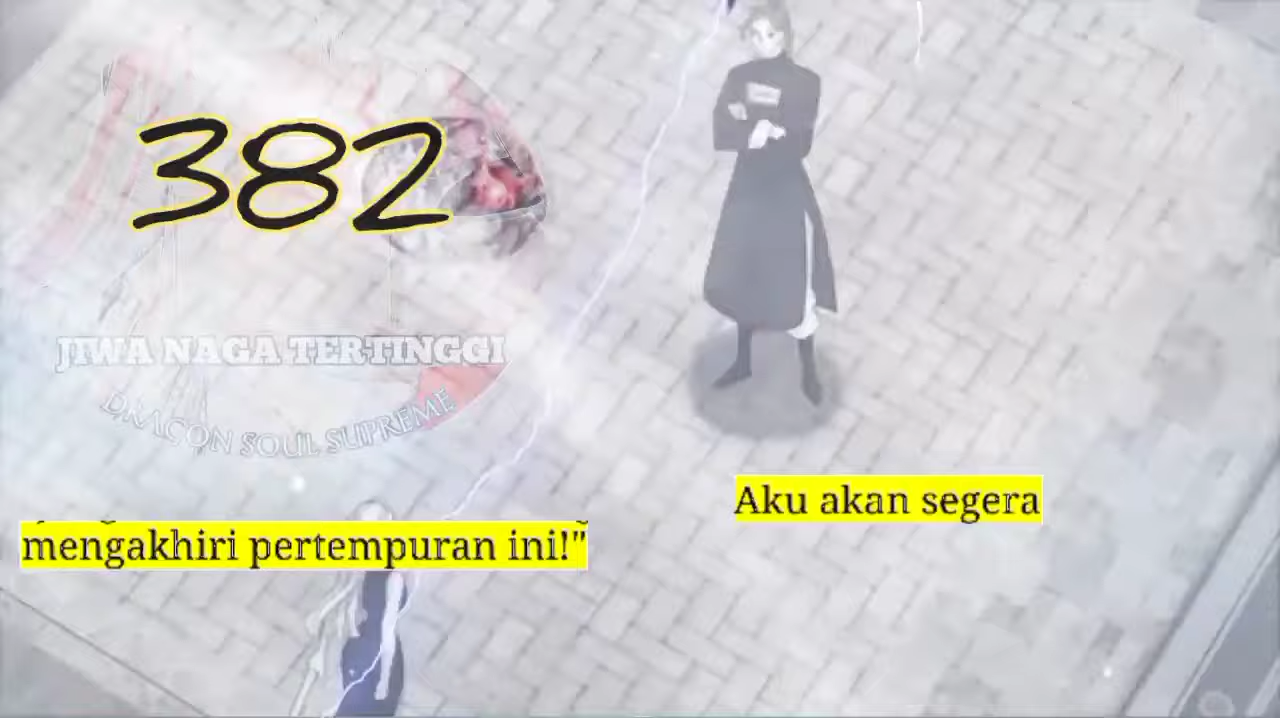 382
JIWA NAGA TERTINGGI
DRAGON SOUL SUPREME
Aku akan segera
mengakhiri pertempuran ini!"